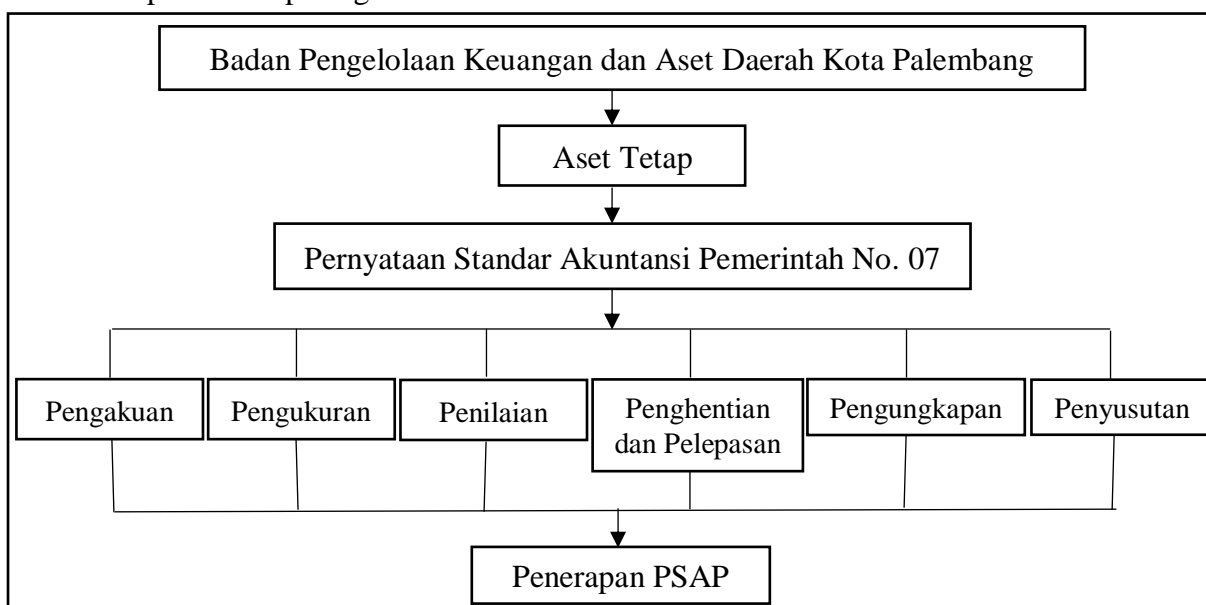 Badan Pengelolaan Keuangan dan Aset Daerah Kota Palembang
Aset Tetap
Pernyataan Standar Akuntansi Pemerintah No. 07
Pengakuan
Pengukuran
Penilaian
Penghentian
dan Pelepasan
Pengungkapan
Penyusutan
Penerapan PSAP